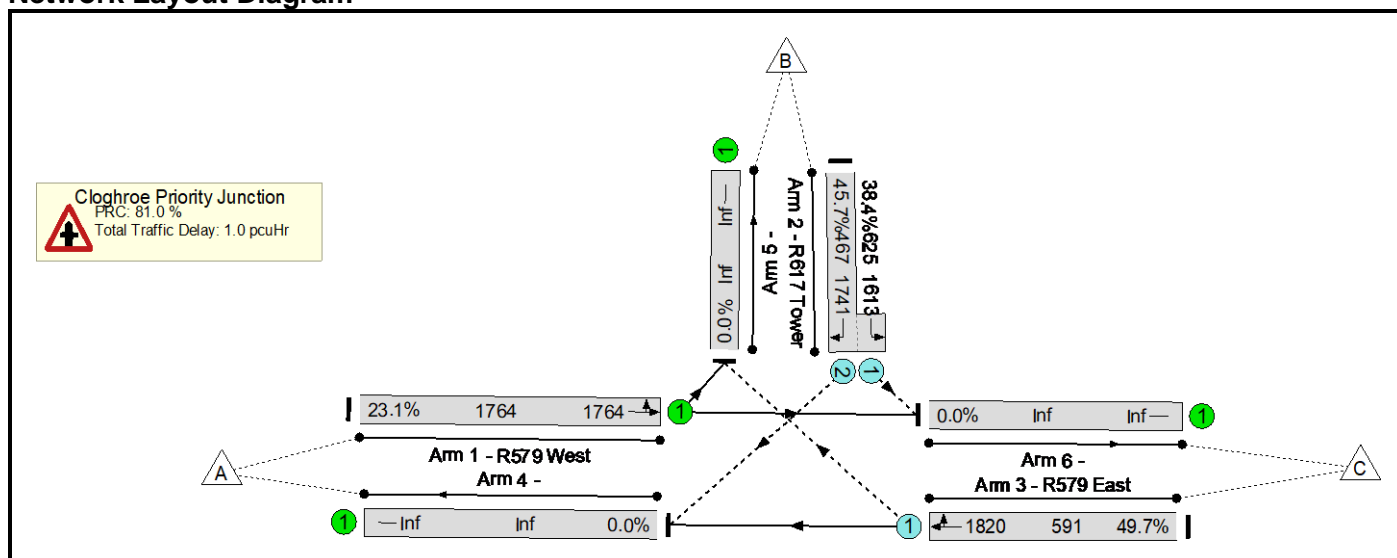 Network Layout Diagram
Cloghroe Priority Junction
PRC: 81.0 %
Total Traffic Delay: 1.0 pcuHr
B
1
0.0% Inf Inf
Arm 5 -
Arm 2 - R617 Tower
45.7% 467 1741
38.4% 625 1613
2
1
23.1% 1764 1764
1
Arm 1 - R579 West
0.0% Inf Inf
1
Arm 6 -
A
Arm 4 -
Arm 3 - R579 East
C
1
Inf Inf 0.0%
1
1820 591 49.7%